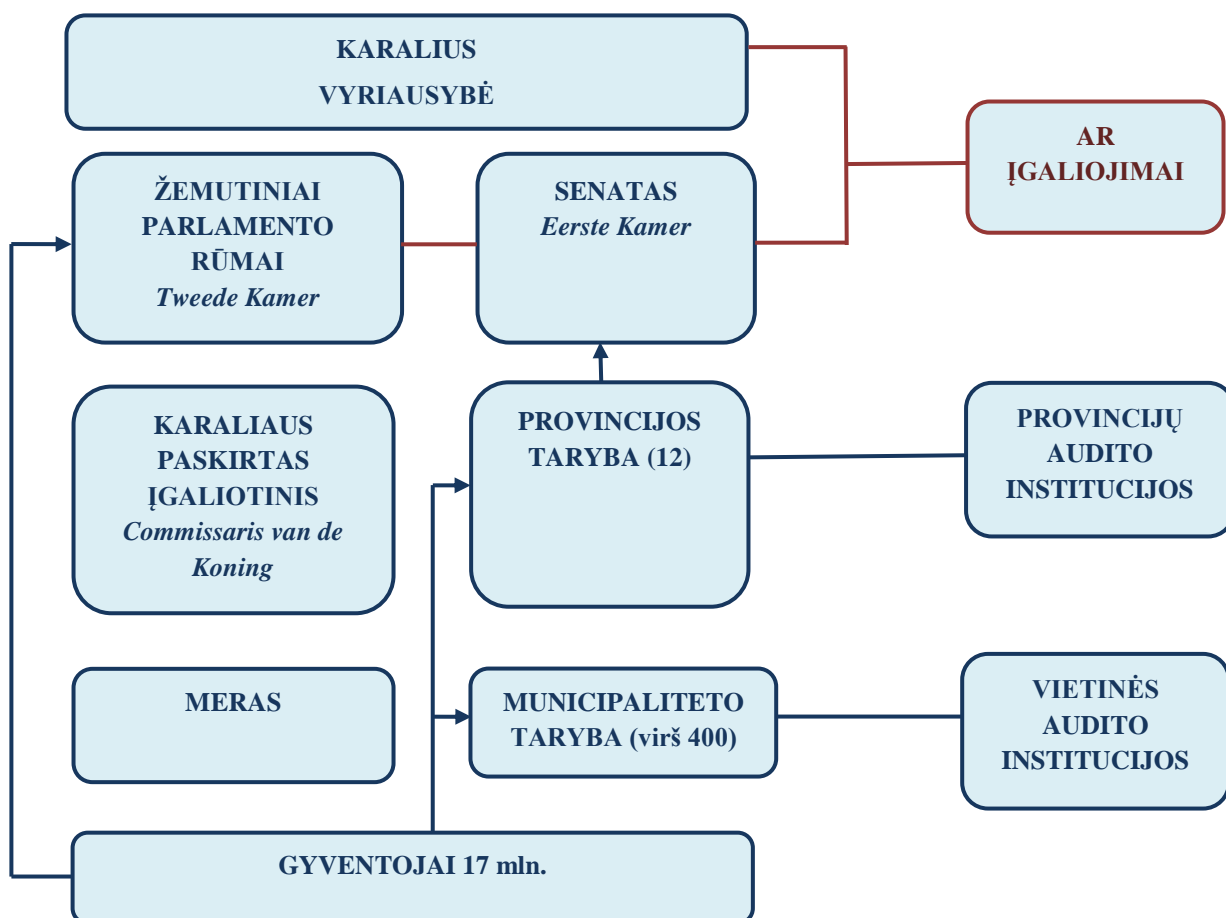 KARALIUS
VYRIAUSYBĖ
AR
ĮGALIOJIMAI
ŽEMUTINIAI
PARLAMENTO
RŪMAI
Tweede Kamer
SENATAS
Eerste Kamer
KARALIAUS
PASKIRTAS
ĮGALIOTINIS
Commissaris van de
Koning
PROVINCIJOS
TARYBA (12)
PROVINCIJŲ
AUDITO
INSTITUCIJOS
MERAS
MUNICIPALITETO
TARYBA (virš 400)
VIETINĖS
AUDITO
INSTITUCIJOS
GYVENTOJAI 17 mln.